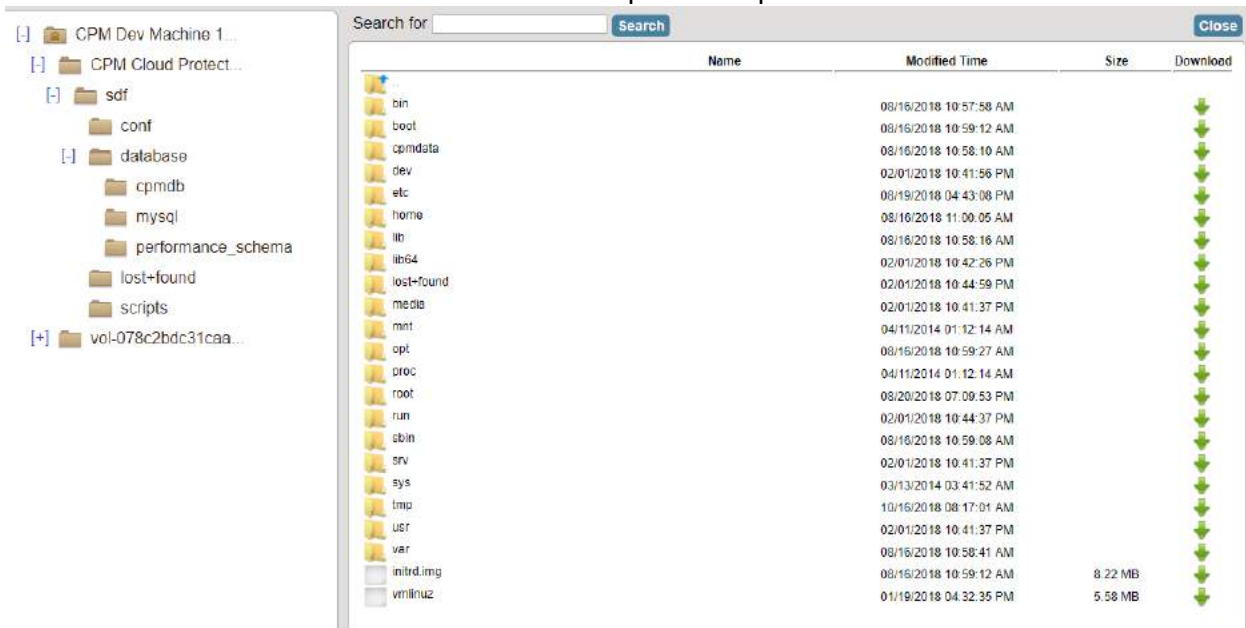 Search for Search Close
[-] CPM Dev Machine 1...
[-] CPM Cloud Protect...
[-] sdf
conf
[-] database
cpmdb
mysql
performance_schema
lost+found
scripts
[+] vol-078c2bdc31caa...
Name Modified Time Size Download
..
bin 08/16/2018 10:57:58 AM
boot 08/16/2018 10:59:12 AM
cpmdata 08/16/2018 10:58:10 AM
dev 02/01/2018 10:41:56 PM
etc 08/19/2018 04:43:08 PM
home 08/16/2018 11:00:05 AM
lib 08/16/2018 10:58:16 AM
lib64 02/01/2018 10:42:26 PM
lost+found 02/01/2018 10:44:59 PM
media 02/01/2018 10:41:37 PM
mnt 04/11/2014 01:12:14 AM
opt 08/16/2018 10:59:27 AM
proc 04/11/2014 01:12:14 AM
root 08/20/2018 07:09:53 PM
run 02/01/2018 10:44:37 PM
sbin 08/16/2018 10:59:08 AM
srv 02/01/2018 10:41:37 PM
sys 03/13/2014 03:41:52 AM
tmp 10/16/2018 08:17:01 AM
usr 02/01/2018 10:41:37 PM
var 08/16/2018 10:58:41 AM
initrd.img 08/16/2018 10:59:12 AM 8.22 MB
vmlinuz 01/19/2018 04:32:35 PM 5.58 MB